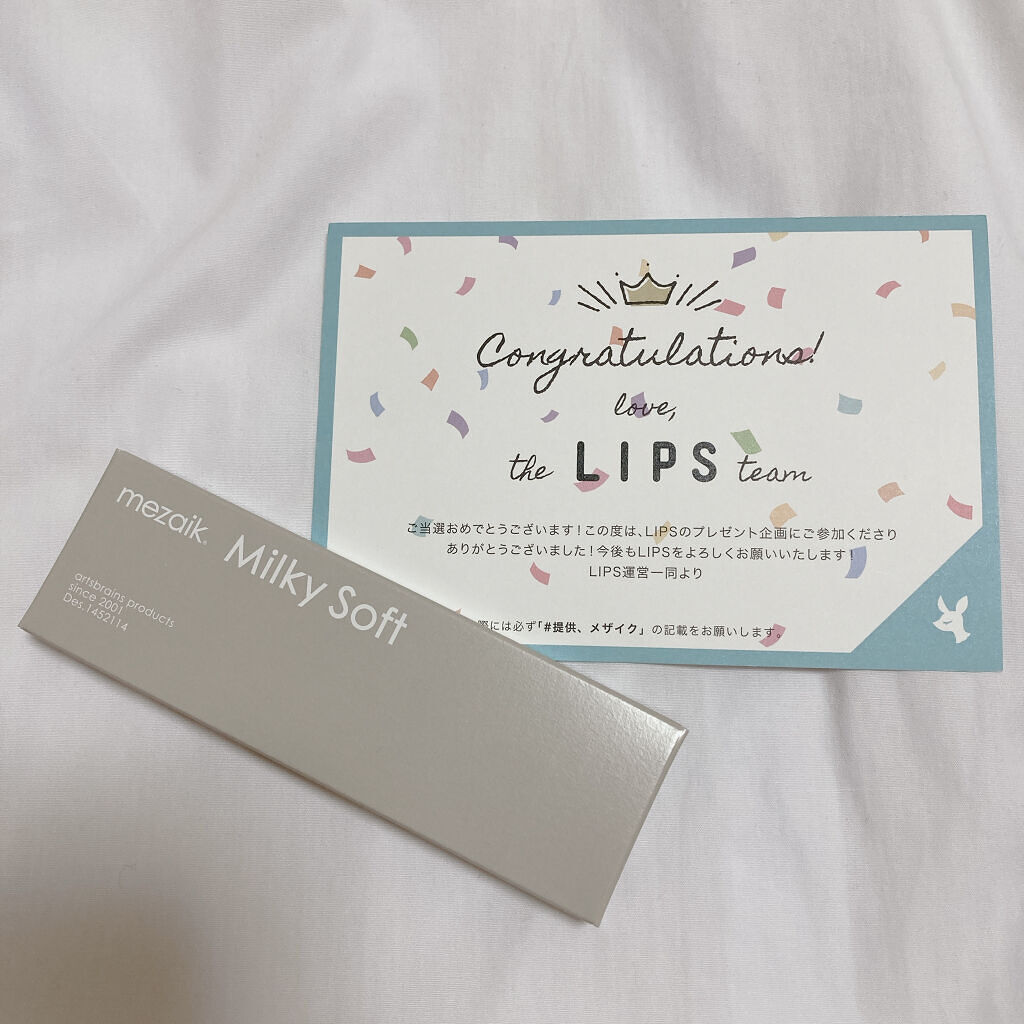 Congratulations!
love,
the LIPS team
ご当選おめでとうございます!この度は、LIPSのプレゼント企画にご参加くださり
ありがとうございました!今後もLIPSをよろしくお願いいたします!
LIPS運営一同より
際には必ず「#提供、メザイク」の記載をお願いします。
mezaik® Milky Soft
artsbrains products
since 2001
Des.1452114